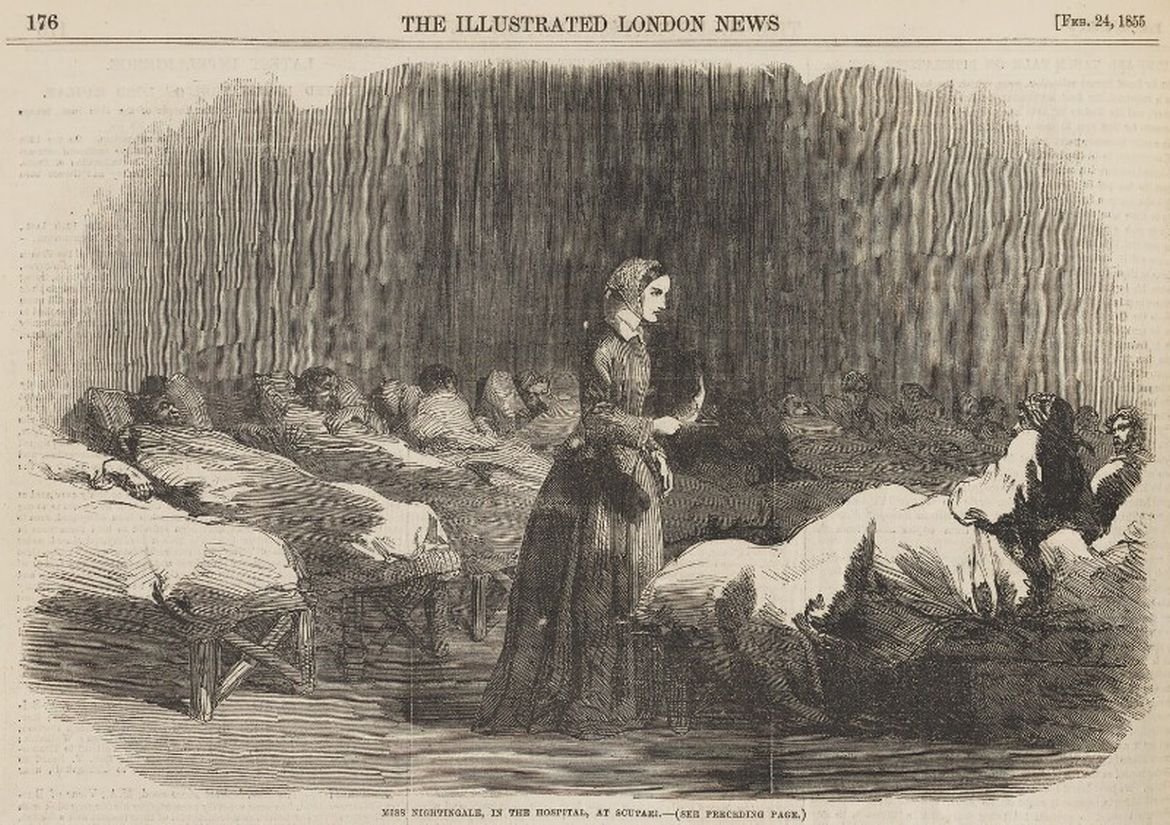 176
THE ILLUSTRATED LONDON NEWS
[FEB. 24, 1855
MISS NIGHTINGALE, IN THE HOSPITAL, AT SCUTARI.—(SEE PRECEDING PAGE.)